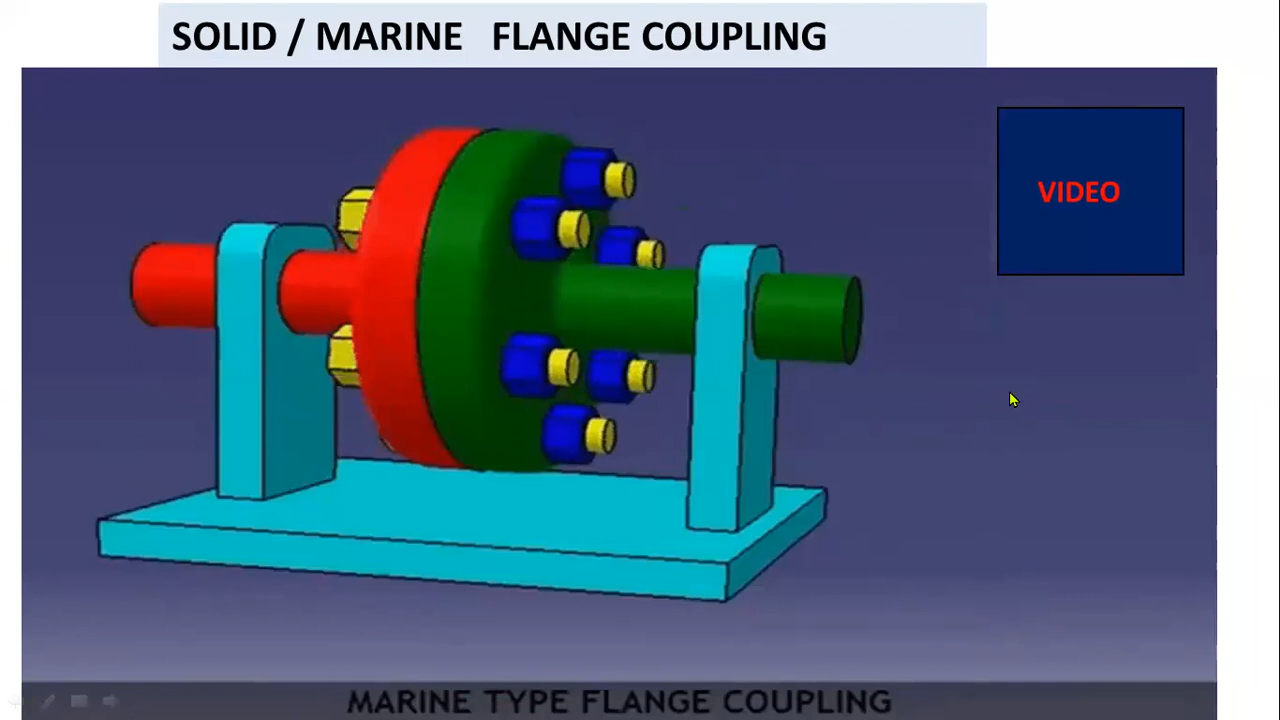 SOLID / MARINE FLANGE COUPLING
VIDEO
MARINE TYPE FLANGE COUPLING